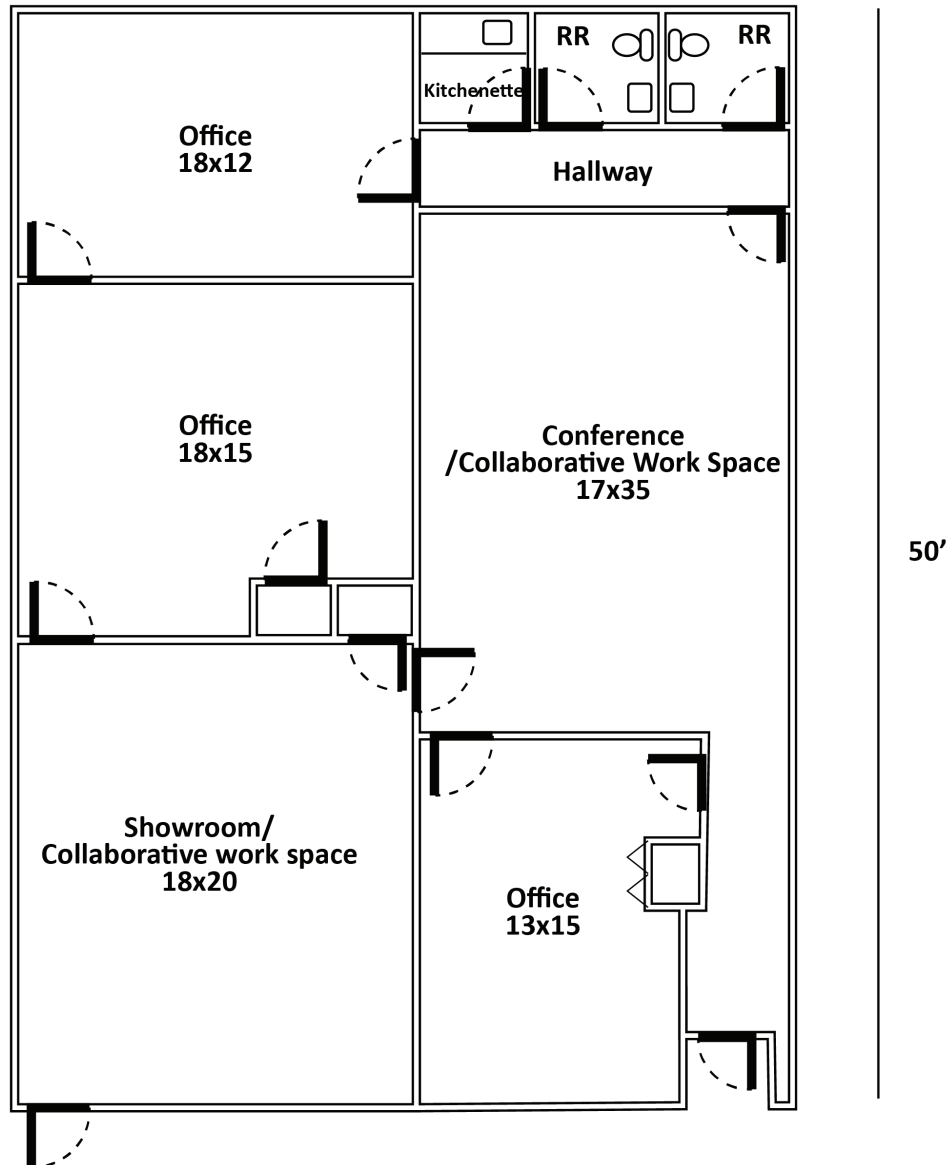 RR
RR
Kitchenette
Office
18x12
Hallway
Office
18x15
Conference
/Collaborative Work Space
17x35
50’
Showroom/
Collaborative work space
18x20
Office
13x15